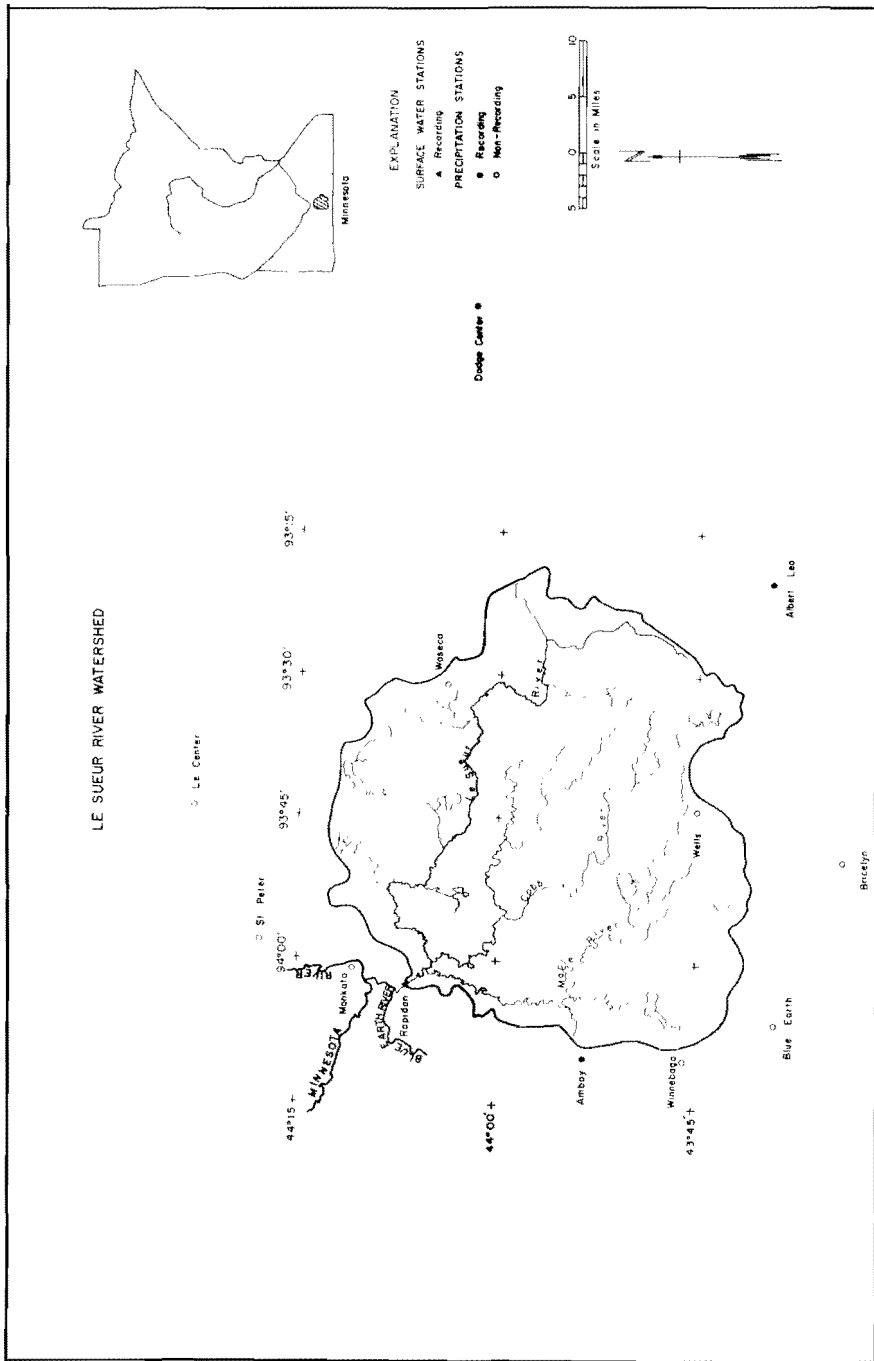 LE SUEUR RIVER WATERSHED
Le Center
St Peter
94°00'
93°45'
93°30'
93°15'
44°15
MINNESOTA
RIVER
Mankato
BLUE
EARTH RIVER
Rapidan
Waseca
Le Sueur
River
44°00'
Cobb
River
Maple
River
Amboy
Winnebago
43°45'
Wells
Blue Earth
Bricelyn
Albert Lea
Dodge Center
Minnesota
EXPLANATION
SURFACE WATER STATIONS
Recording
PRECIPITATION STATIONS
Recording
Non-Recording
5 0 5 10
Scale in Miles
N